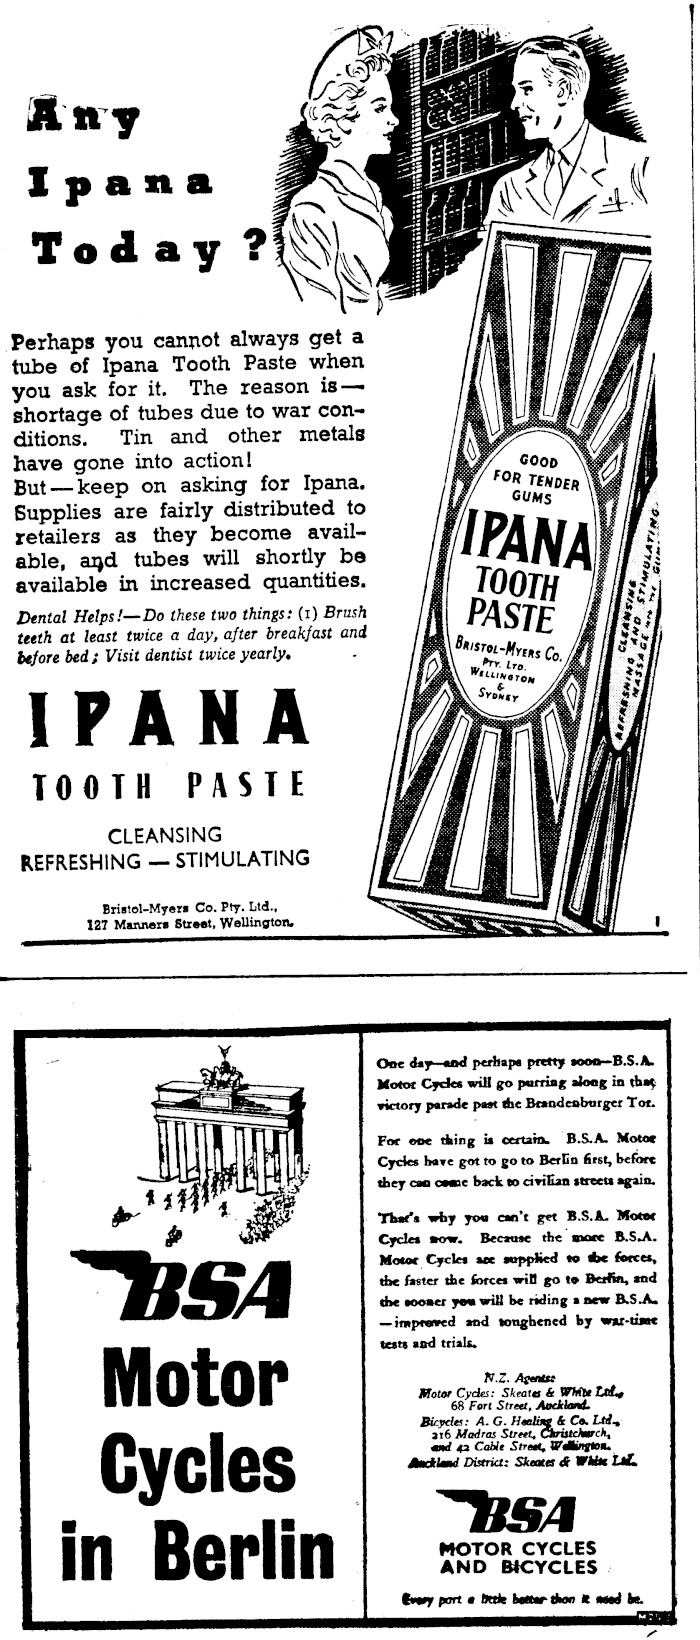 Any
Ipana
Today?
Perhaps you cannot always get a
tube of Ipana Tooth Paste when
you ask for it. The reason is—
shortage of tubes due to war con-
ditions. Tin and other metals
have gone into action!
But—keep on asking for Ipana.
Supplies are fairly distributed to
retailers as they become avail-
able, and tubes will shortly be
available in increased quantities.
Dental Helps!—Do these two things: (1) Brush
teeth at least twice a day, after breakfast and
before bed; Visit dentist twice yearly.
IPANA
TOOTH PASTE
CLEANSING
REFRESHING — STIMULATING
Bristol-Myers Co. Pty. Ltd.,
127 Manners Street, Wellington.
GOOD
FOR TENDER
GUMS
IPANA
TOOTH
PASTE
BRISTOL-MYERS CO.
PTY. LTD.
WELLINGTON
&
SYDNEY
CLEANSING
REFRESHING AND STIMULATING
MASSAGE INTO THE GUMS
1
BSA
Motor
Cycles
in Berlin
One day—and perhaps pretty soon—B.S.A.
Motor Cycles will go purring along in that
victory parade past the Brandenburger Tor.
For one thing is certain. B.S.A. Motor
Cycles have got to go to Berlin first, before
they can come back to civilian streets again.
That's why you can't get B.S.A. Motor
Cycles now. Because the more B.S.A.
Motor Cycles are supplied to the forces,
the faster the forces will go to Berlin, and
the sooner you will be riding a new B.S.A.
—improved and toughened by war-time
tests and trials.
N.Z. Agents:
Motor Cycles: Skeates & White Ltd.,
68 Fort Street, Auckland.
Bicycles: A. G. Healing & Co. Ltd.,
216 Madras Street, Christchurch,
and 42 Cable Street, Wellington.
Auckland District: Skeates & White Ltd.
BSA
MOTOR CYCLES
AND BICYCLES
Every part a little better than it need be.